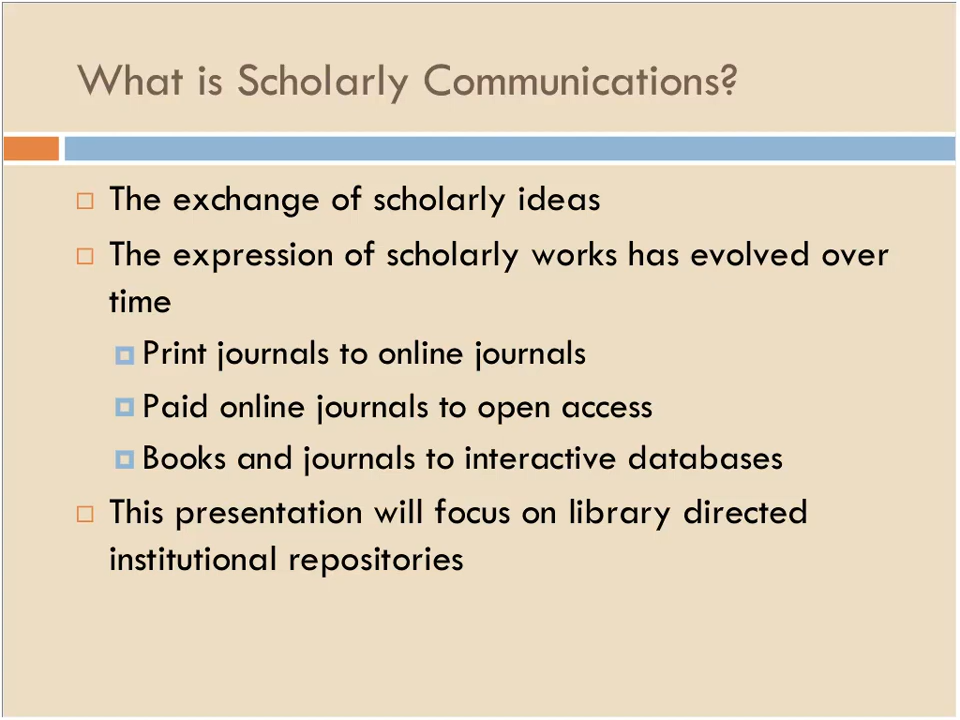 What is Scholarly Communications?
The exchange of scholarly ideas
The expression of scholarly works has evolved over
time
Print journals to online journals
Paid online journals to open access
Books and journals to interactive databases
This presentation will focus on library directed
institutional repositories